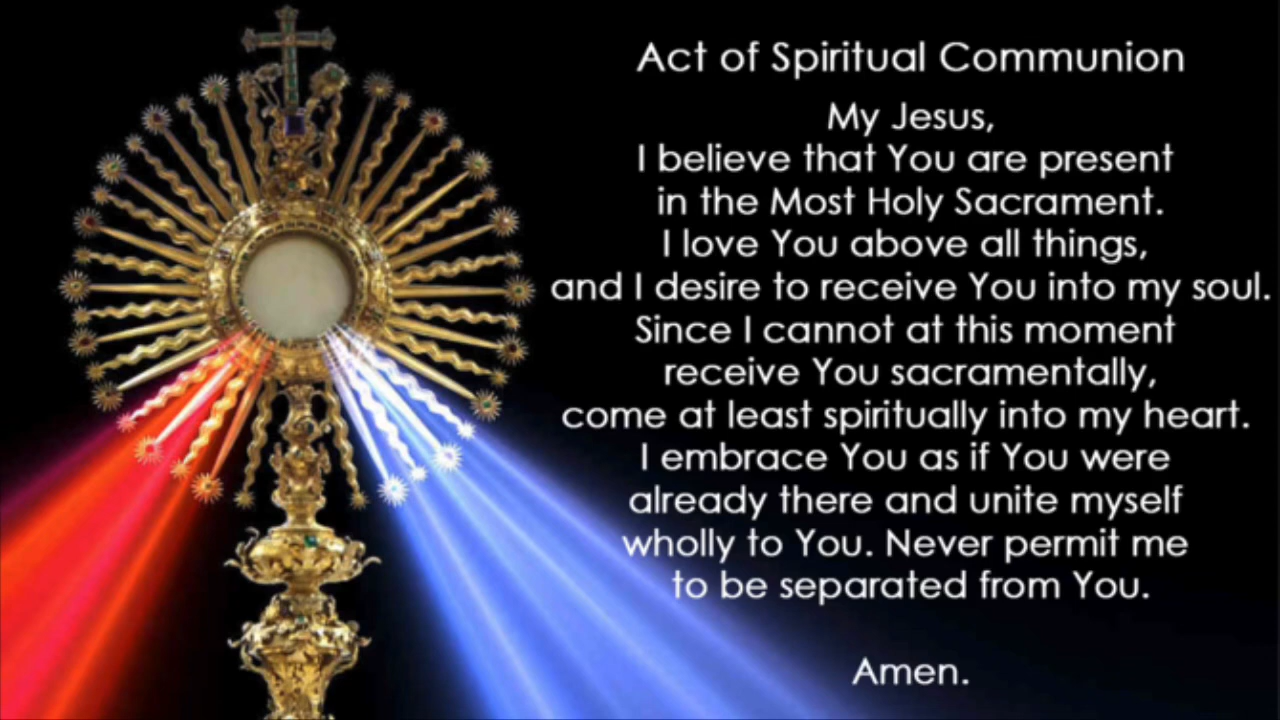 Act of Spiritual Communion
My Jesus,
I believe that You are present
in the Most Holy Sacrament.
I love You above all things,
and I desire to receive You into my soul.
Since I cannot at this moment
receive You sacramentally,
come at least spiritually into my heart.
I embrace You as if You were
already there and unite myself
wholly to You. Never permit me
to be separated from You.
Amen.